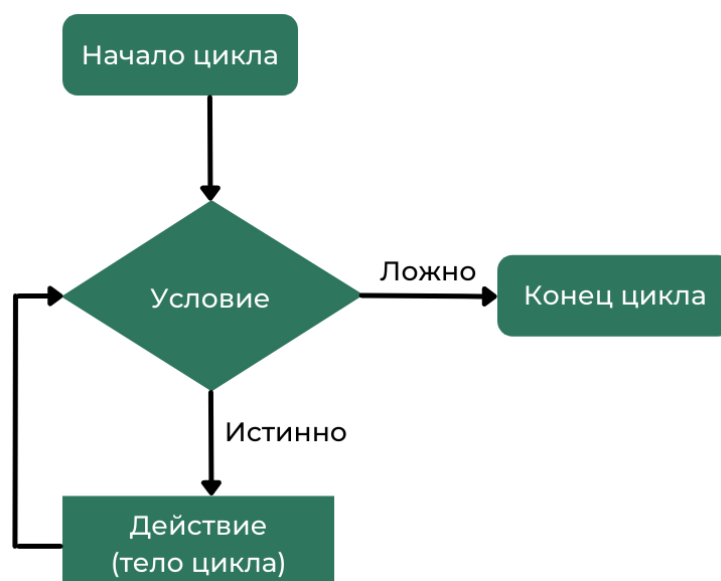 Начало цикла
Условие
Ложно
Конец цикла
Истинно
Действие
(тело цикла)